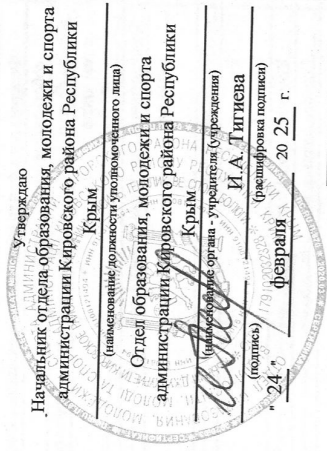 Утверждаю
Начальник отдела образования, молодежи и спорта
администрации Кировского района Республики
Крым
(наименование должности уполномоченного лица)
Отдел образования, молодежи и спорта
администрации Кировского района Республики
Крым
(наименование органа - учредителя (учреждения)
И.А. Тигиева
(подпись) (расшифровка подписи)
" 24 " февраля 20 25 г.